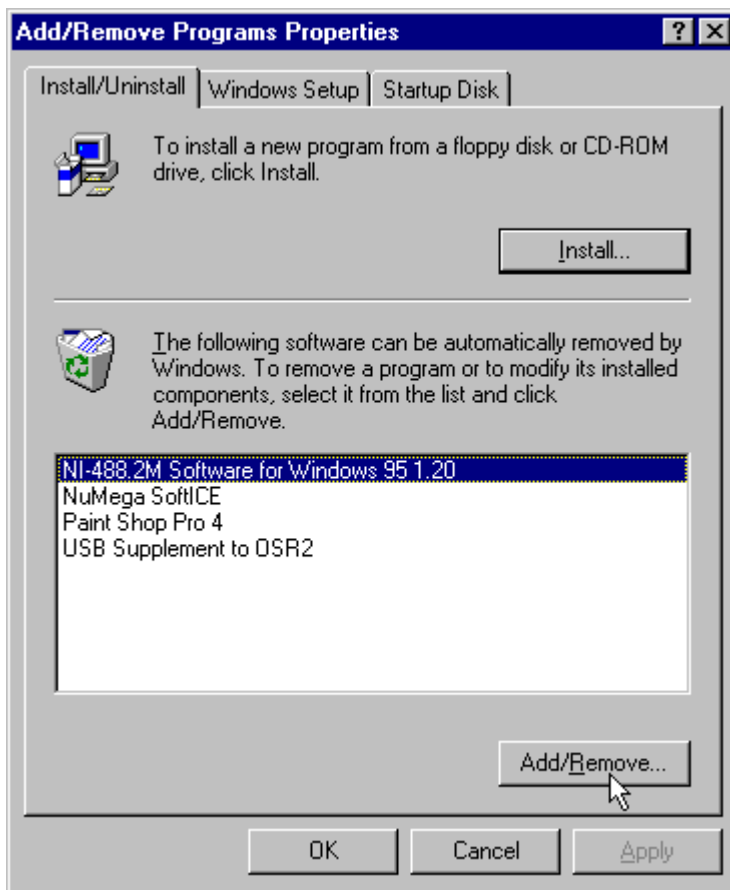 Add/Remove Programs Properties
Install/Uninstall Windows Setup Startup Disk
To install a new program from a floppy disk or CD-ROM
drive, click Install.
Install...
The following software can be automatically removed by
Windows. To remove a program or to modify its installed
components, select it from the list and click
Add/Remove.
NI-488.2M Software for Windows 95 1.20
NuMega SoftICE
Paint Shop Pro 4
USB Supplement to OSR2
Add/Remove...
OK Cancel Apply